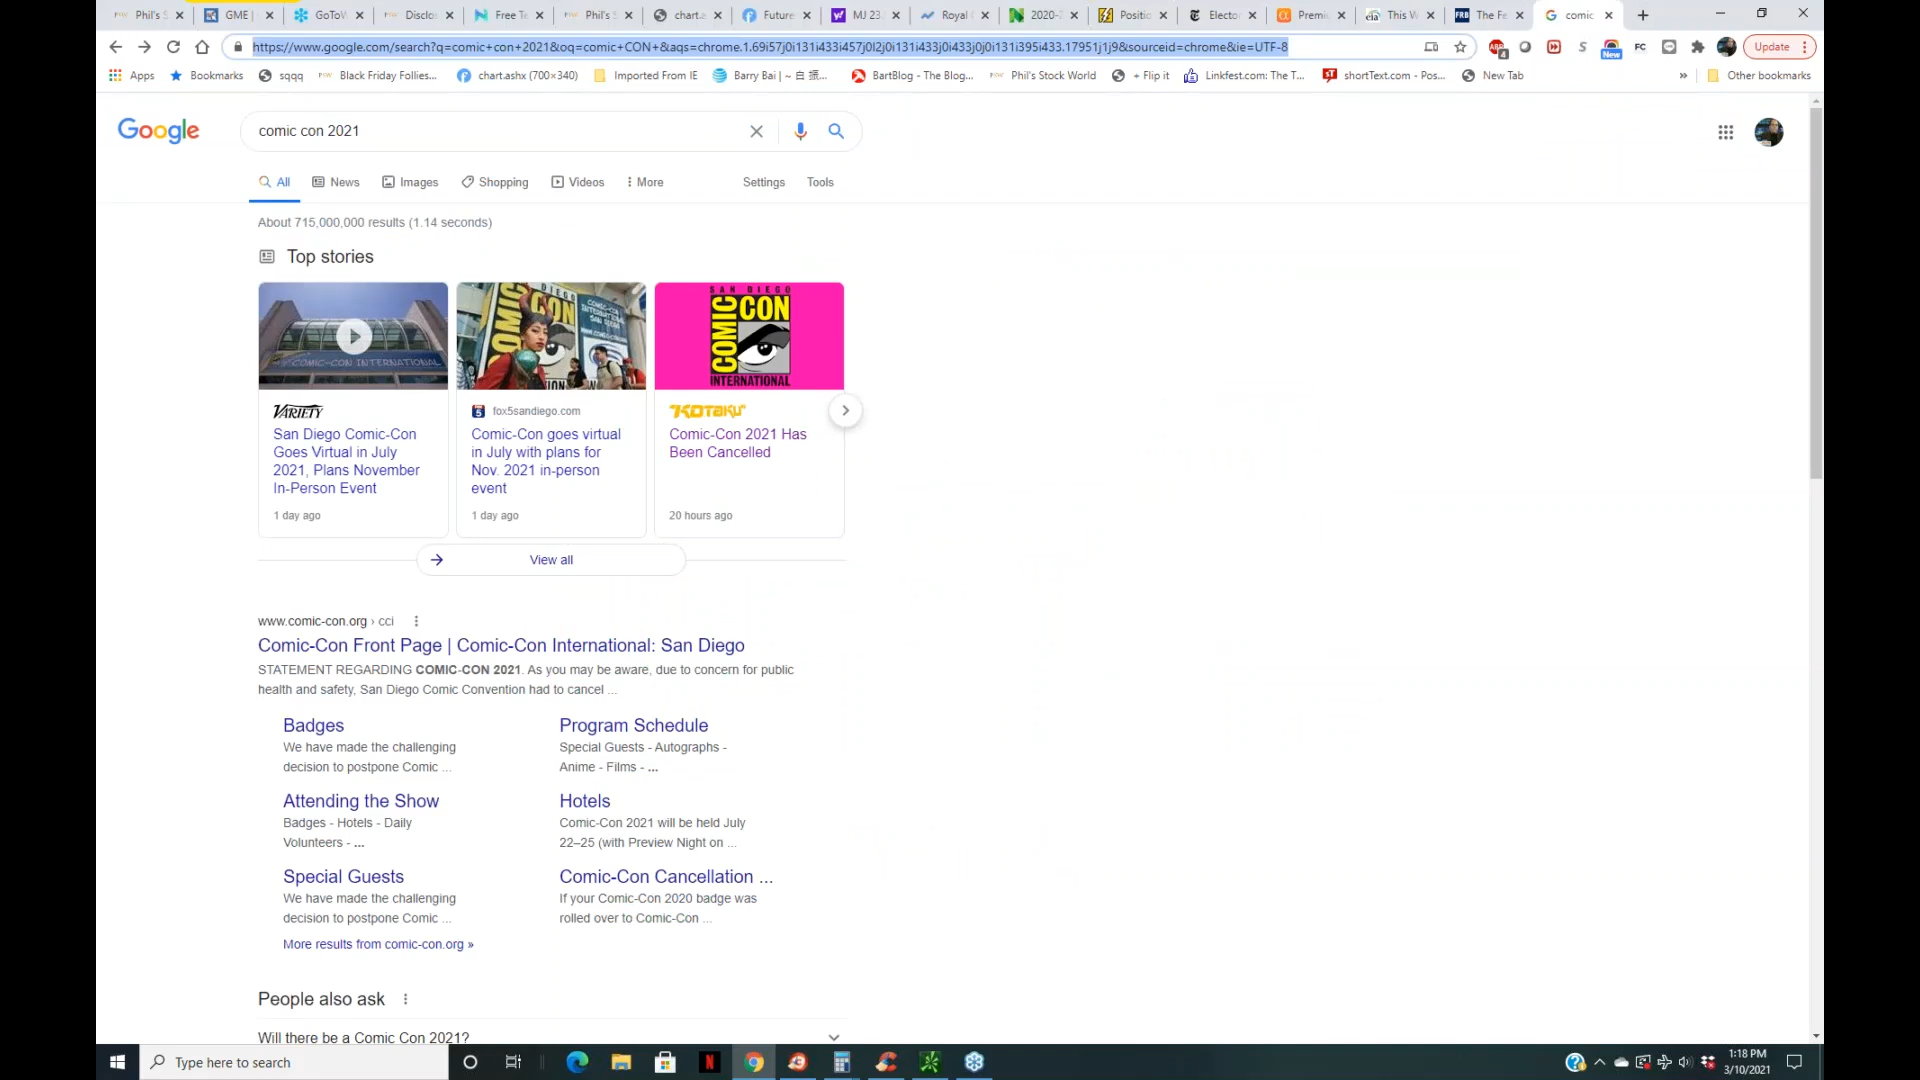 Phil's S
GME |
GoToW
Disclos
Free Te
Phil's S
chart.a
Future
MJ 23.
Royal
2020-2
Positio
Elector
Premi
This W
The Fe
comic
https://www.google.com/search?q=comic+con+2021&oq=comic+CON+&aqs=chrome.1.69i57j0i131i433i457j0l2j0i131i433j0i433j0j0i131i395i433.17951j1j9&sourceid=chrome&ie=UTF-8
4
New
FC
Update
Apps
Bookmarks
sqqq
Black Friday Follies...
chart.ashx (700×340)
Imported From IE
Barry Bai | ~ 白 摄...
BartBlog - The Blog...
Phil's Stock World
+ Flip it
Linkfest.com: The T...
shortText.com - Pos...
New Tab
»
Other bookmarks
Google
comic con 2021
All
News
Images
Shopping
Videos
More
Settings
Tools
About 715,000,000 results (1.14 seconds)
Top stories
COMIC-CON INTERNATIONAL
SAN DIEGO
COMIC CON
INTERNATIONAL
VARIETY
San Diego Comic-Con
Goes Virtual in July
2021, Plans November
In-Person Event
1 day ago
fox5sandiego.com
Comic-Con goes virtual
in July with plans for
Nov. 2021 in-person
event
1 day ago
KOTAKU
Comic-Con 2021 Has
Been Cancelled
20 hours ago
View all
www.comic-con.org › cci
Comic-Con Front Page | Comic-Con International: San Diego
STATEMENT REGARDING COMIC-CON 2021. As you may be aware, due to concern for public
health and safety, San Diego Comic Convention had to cancel ...
Badges
We have made the challenging
decision to postpone Comic ...
Program Schedule
Special Guests - Autographs -
Anime - Films - ...
Attending the Show
Badges - Hotels - Daily
Volunteers - ...
Hotels
Comic-Con 2021 will be held July
22–25 (with Preview Night on ...
Special Guests
We have made the challenging
decision to postpone Comic ...
Comic-Con Cancellation ...
If your Comic-Con 2020 badge was
rolled over to Comic-Con ...
More results from comic-con.org »
People also ask
Will there be a Comic Con 2021?
Type here to search
1:18 PM
3/10/2021